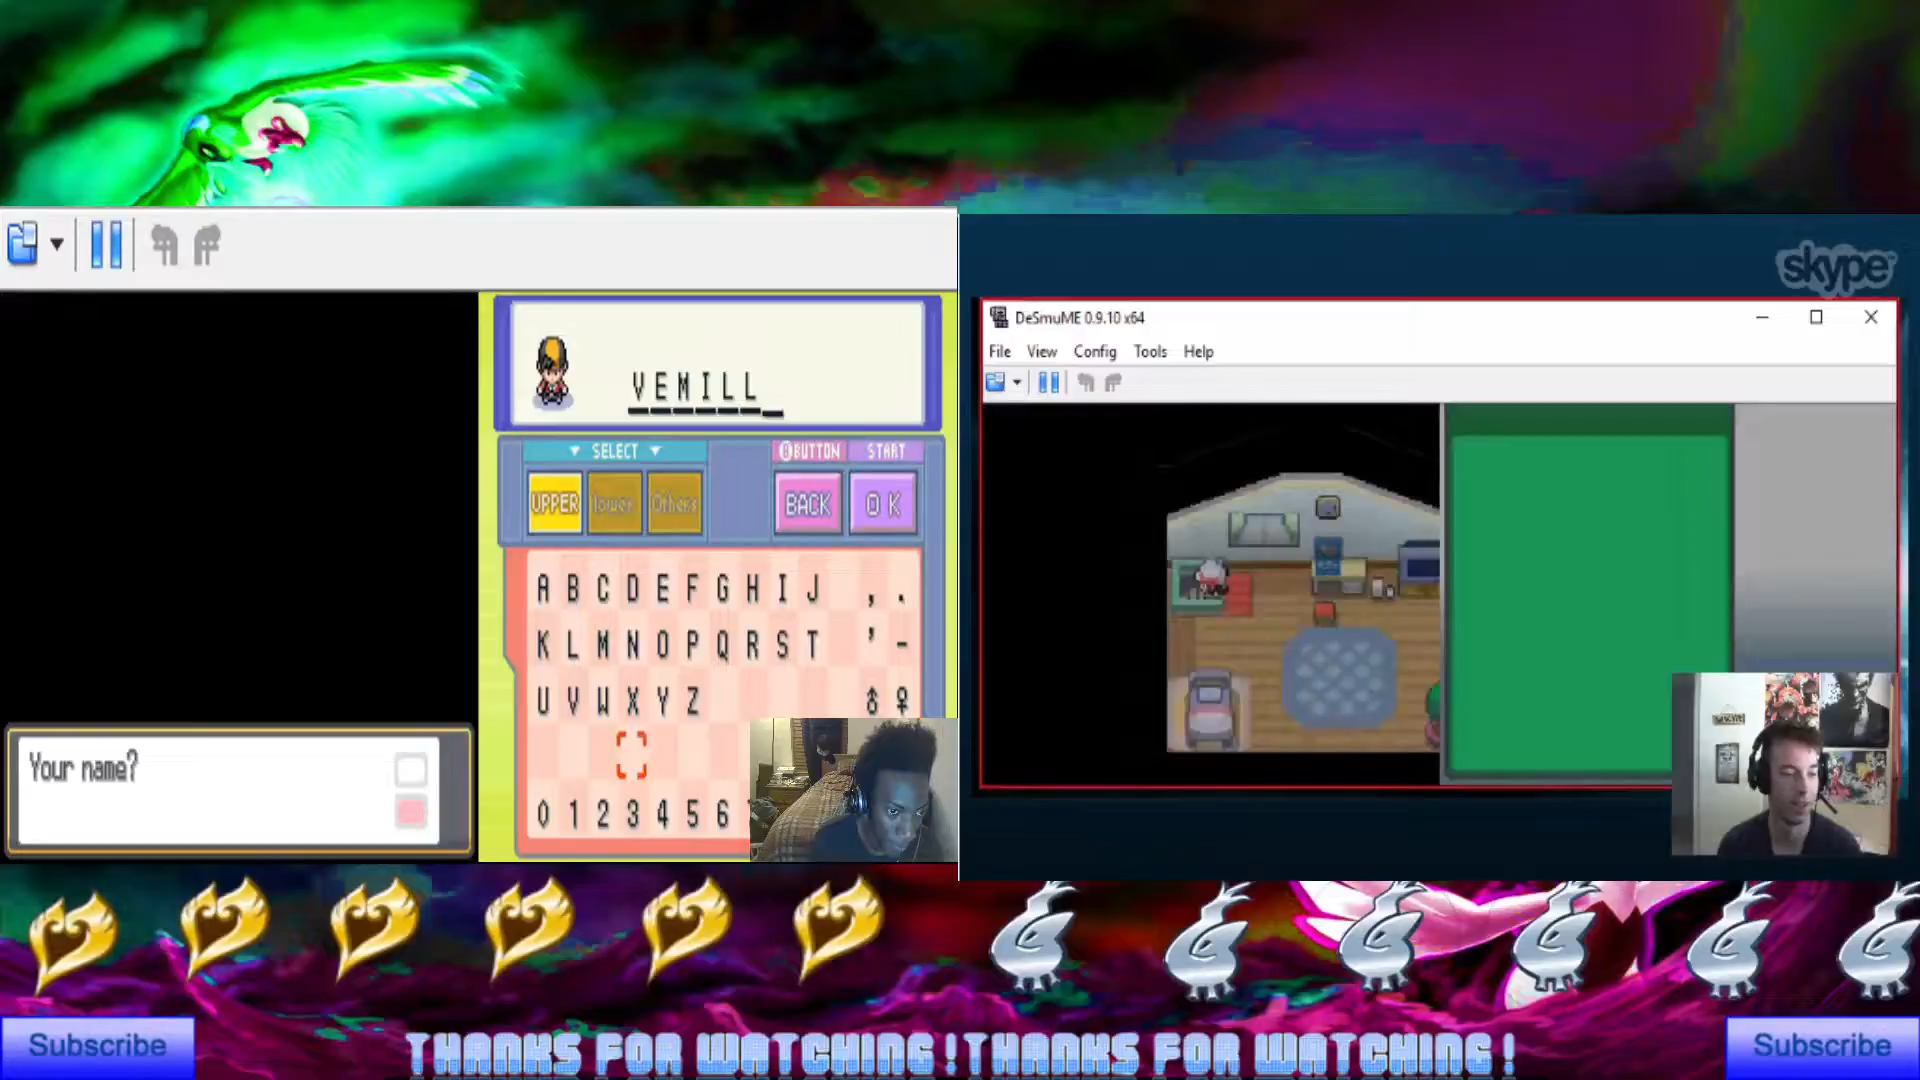 skype
DeSmuME 0.9.10 x64
File View Config Tools Help
VEMILL_
SELECT
BUTTON START
UPPER lower Others BACK OK
A B C D E F G H I J , .
K L M N O P Q R S T ' -
U V W X Y Z ♂ ♀
0 1 2 3 4 5 6
Your name?
Subscribe
THANKS FOR WATCHING!THANKS FOR WATCHING!
Subscribe